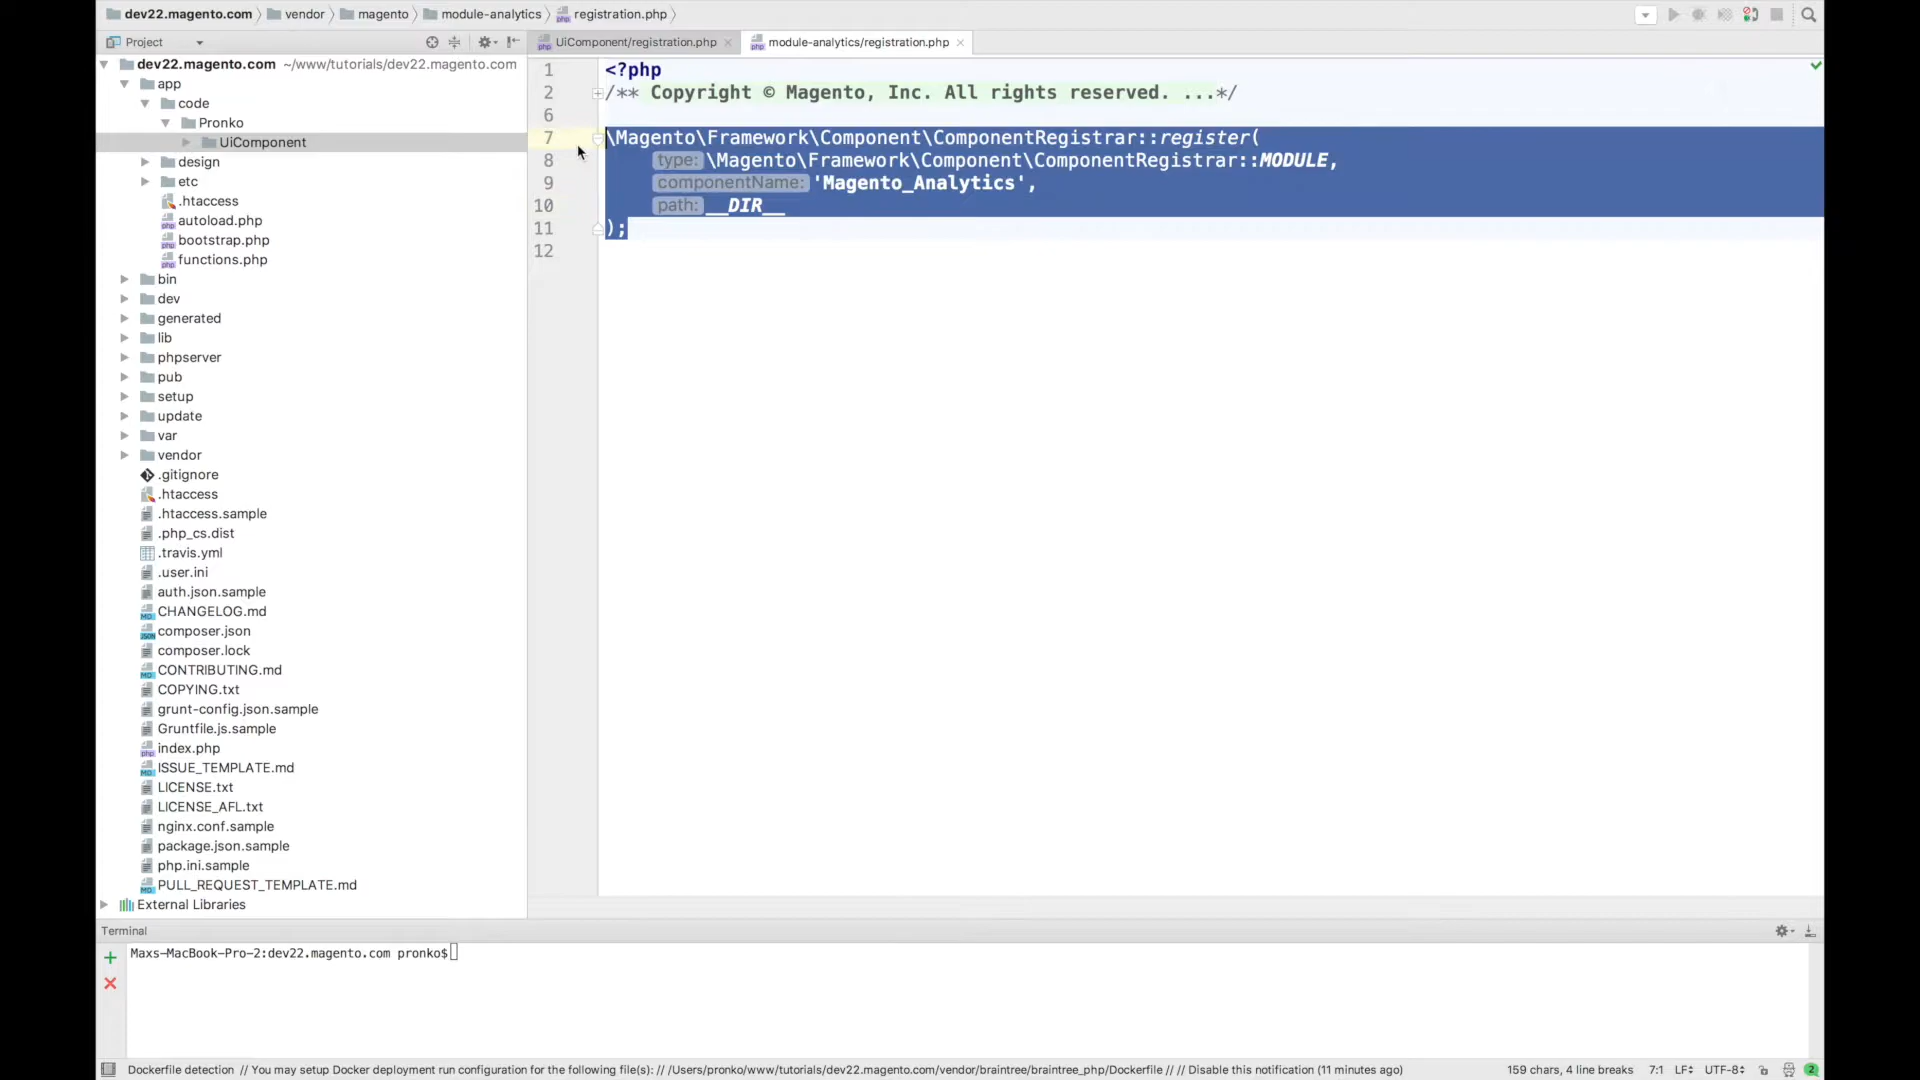 dev22.magento.com vendor magento module-analytics registration.php
Project
UiComponent/registration.php module-analytics/registration.php
dev22.magento.com ~/www/tutorials/dev22.magento.com
app
code
Pronko
UiComponent
design
etc
.htaccess
autoload.php
bootstrap.php
functions.php
bin
dev
generated
lib
phpserver
pub
setup
update
var
vendor
.gitignore
.htaccess
.htaccess.sample
.php_cs.dist
.travis.yml
.user.ini
auth.json.sample
CHANGELOG.md
composer.json
composer.lock
CONTRIBUTING.md
COPYING.txt
grunt-config.json.sample
Gruntfile.js.sample
index.php
ISSUE_TEMPLATE.md
LICENSE.txt
LICENSE_AFL.txt
nginx.conf.sample
package.json.sample
php.ini.sample
PULL_REQUEST_TEMPLATE.md
External Libraries
1 <?php
2 /** Copyright © Magento, Inc. All rights reserved. ...*/
6
7 \Magento\Framework\Component\ComponentRegistrar::register(
8 type: \Magento\Framework\Component\ComponentRegistrar::MODULE,
9 componentName: 'Magento_Analytics',
10 path: __DIR__
11 );
12
Terminal
Maxs-MacBook-Pro-2:dev22.magento.com pronko$
Dockerfile detection // You may setup Docker deployment run configuration for the following file(s): // /Users/pronko/www/tutorials/dev22.magento.com/vendor/braintree/braintree_php/Dockerfile // // Disable this notification (11 minutes ago) 159 chars, 4 line breaks 7:1 LF UTF-8 2